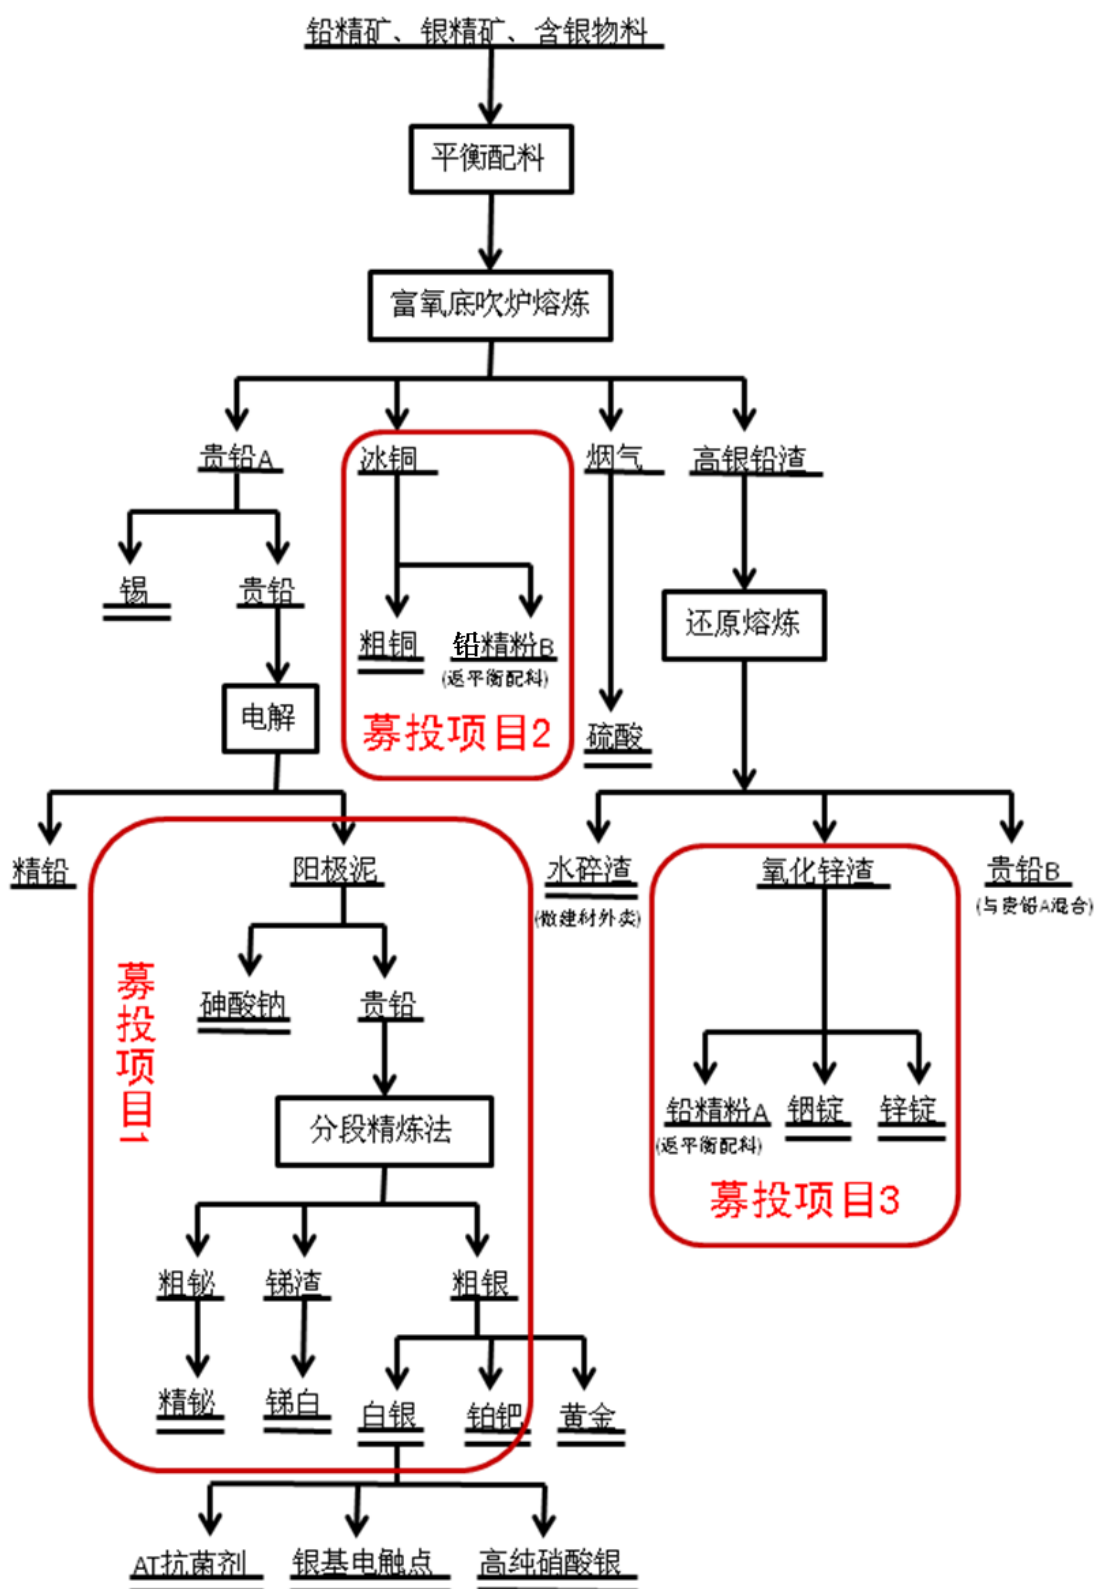 铅精矿、银精矿、含银物料
平衡配料
富氧底吹炉熔炼
贵铅A
冰铜
烟气
高银铅渣
锡
贵铅
还原熔炼
粗铜
铅精粉B
(返平衡配料)
电解
募投项目2
硫酸
精铅
阳极泥
水碎渣
(做建材外卖)
氧化锌渣
贵铅B
(与贵铅A混合)
募投项目1
砷酸钠
贵铅
分段精炼法
铅精粉A
(返平衡配料)
铟锭
锌锭
募投项目3
粗铋
锑渣
粗银
精铋
锑白
白银
铂钯
黄金
AT抗菌剂
银基电触点
高纯硝酸银